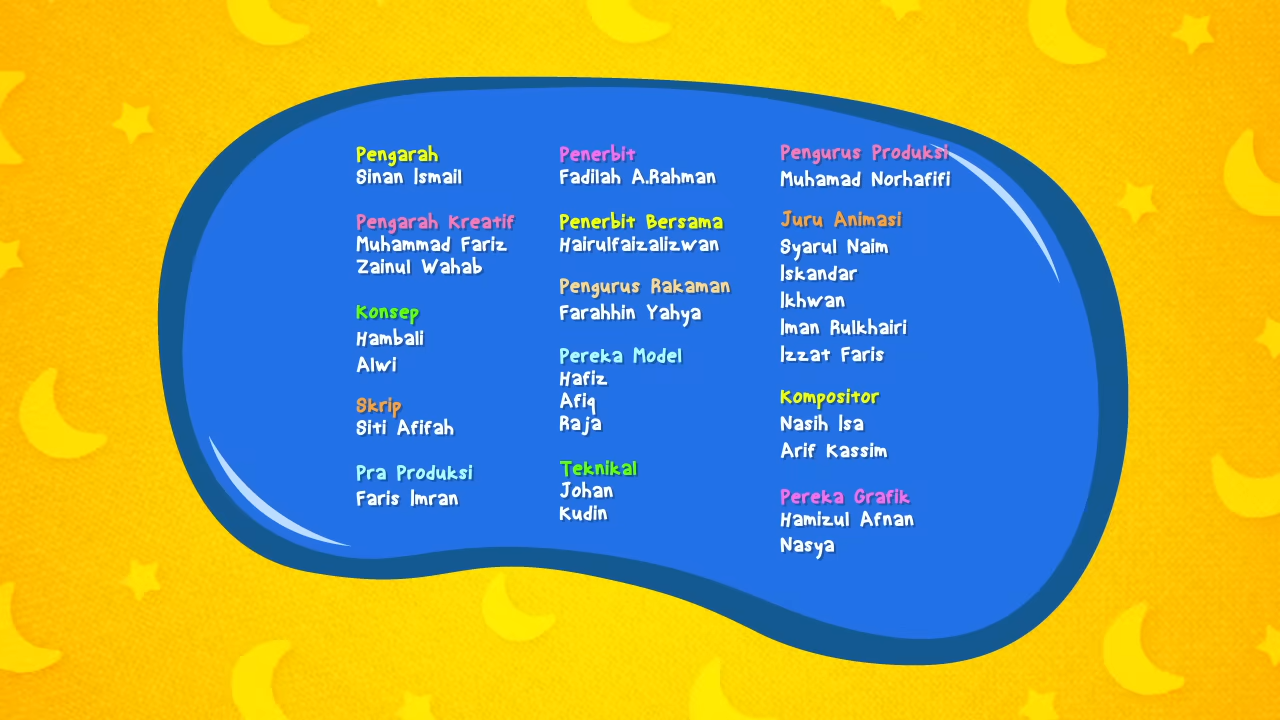 Pengarah
Sinan Ismail
Pengarah Kreatif
Muhammad Fariz
Zainul Wahab
Konsep
Hambali
Alwi
Skrip
Siti Afifah
Pra Produksi
Faris Imran
Penerbit
Fadilah A.Rahman
Penerbit Bersama
Hairulfaizalizwan
Pengurus Rakaman
Farahhin Yahya
Pereka Model
Hafiz
Afiq
Raja
Teknikal
Johan
Kudin
Pengurus Produksi
Muhamad Norhafifi
Juru Animasi
Syarul Naim
Iskandar
Ikhwan
Iman Rulkhairi
Izzat Faris
Kompositor
Nasih Isa
Arif Kassim
Pereka Grafik
Hamizul Afnan
Nasya